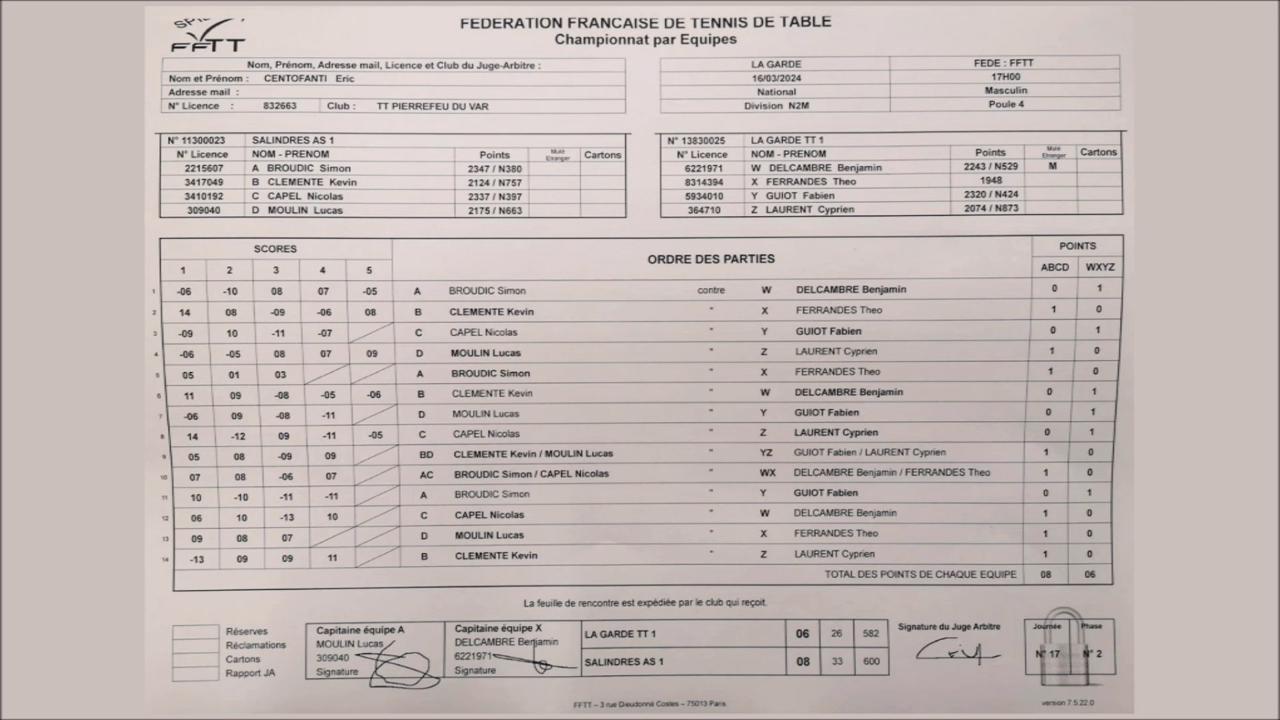 FEDERATION FRANCAISE DE TENNIS DE TABLE
Championnat par Equipes
FFTT
Nom, Prénom, Adresse mail, Licence et Club du Juge-Arbitre :
Nom et Prénom : CENTOFANTI Eric
Adresse mail :
N° Licence : 832663 Club : TT PIERREFEU DU VAR
LA GARDE FEDE : FFTT
16/03/2024 17H00
National Masculin
Division N2M Poule 4
N° 11300023 SALINDRES AS 1
N° Licence NOM - PRENOM Points Muté Etranger Cartons
2215607 A BROUDIC Simon 2347 / N380
3417049 B CLEMENTE Kevin 2124 / N757
3410192 C CAPEL Nicolas 2337 / N397
309040 D MOULIN Lucas 2175 / N663
N° 13830025 LA GARDE TT 1
N° Licence NOM - PRENOM Points Muté Etranger Cartons
6221971 W DELCAMBRE Benjamin 2243 / N529 M
8314394 X FERRANDES Theo 1948
5934010 Y GUIOT Fabien 2320 / N424
364710 Z LAURENT Cyprien 2074 / N873
SCORES ORDRE DES PARTIES POINTS
1 2 3 4 5 ABCD WXYZ
1 -06 -10 08 07 -05 A BROUDIC Simon contre W DELCAMBRE Benjamin 0 1
2 14 08 -09 -06 08 B CLEMENTE Kevin " X FERRANDES Theo 1 0
3 -09 10 -11 -07 C CAPEL Nicolas " Y GUIOT Fabien 0 1
4 -06 -05 08 07 09 D MOULIN Lucas " Z LAURENT Cyprien 1 0
5 05 01 03 A BROUDIC Simon " X FERRANDES Theo 1 0
6 11 09 -08 -05 -06 B CLEMENTE Kevin " W DELCAMBRE Benjamin 0 1
7 -06 09 -08 -11 D MOULIN Lucas " Y GUIOT Fabien 0 1
8 14 -12 09 -11 -05 C CAPEL Nicolas " Z LAURENT Cyprien 0 1
9 05 08 -09 09 BD CLEMENTE Kevin / MOULIN Lucas " YZ GUIOT Fabien / LAURENT Cyprien 1 0
10 07 08 -06 07 AC BROUDIC Simon / CAPEL Nicolas " WX DELCAMBRE Benjamin / FERRANDES Theo 1 0
11 10 -10 -11 -11 A BROUDIC Simon " Y GUIOT Fabien 0 1
12 06 10 -13 10 C CAPEL Nicolas " W DELCAMBRE Benjamin 1 0
13 09 08 07 D MOULIN Lucas " X FERRANDES Theo 1 0
14 -13 09 09 11 B CLEMENTE Kevin " Z LAURENT Cyprien 1 0
TOTAL DES POINTS DE CHAQUE EQUIPE 08 06
La feuille de rencontre est expédiée par le club qui reçoit.
Réserves
Réclamations
Cartons
Rapport JA
Capitaine équipe A
MOULIN Lucas
309040
Signature
Capitaine équipe X
DELCAMBRE Benjamin
6221971
Signature
LA GARDE TT 1 06 26 582
SALINDRES AS 1 08 33 600
Signature du Juge Arbitre
Journée Phase
N° 17 N° 2
FFTT – 3 rue Dieudonné Costes – 75013 Paris
version 7.5.22.0